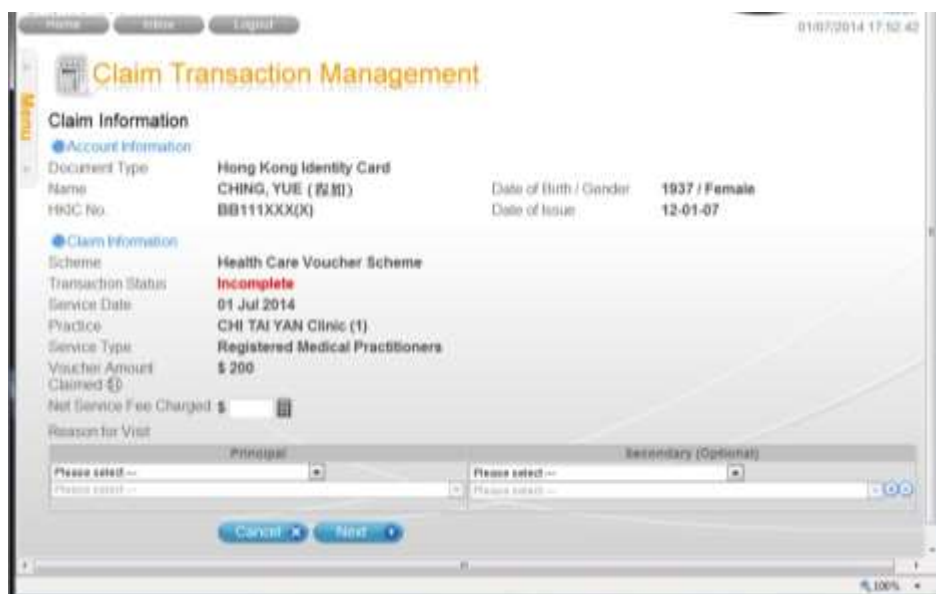 Home Inbox Logout
01/07/2014 17:52:42
Menu
Claim Transaction Management
Claim Information
Account Information
Document Type Hong Kong Identity Card
Name CHING, YUE Date of Birth / Gender 1937 / Female
HKIC No. BB111XXX(X) Date of Issue 12-01-07
Claim Information
Scheme Health Care Voucher Scheme
Transaction Status Incomplete
Service Date 01 Jul 2014
Practice CHI TAI YAN Clinic (1)
Service Type Registered Medical Practitioners
Voucher Amount $ 200
Claimed
Net Service Fee Charged $
Reason for Visit
Principal Secondary (Optional)
Please select --- Please select ---
Please select --- Please select ---
Cancel Next
100%